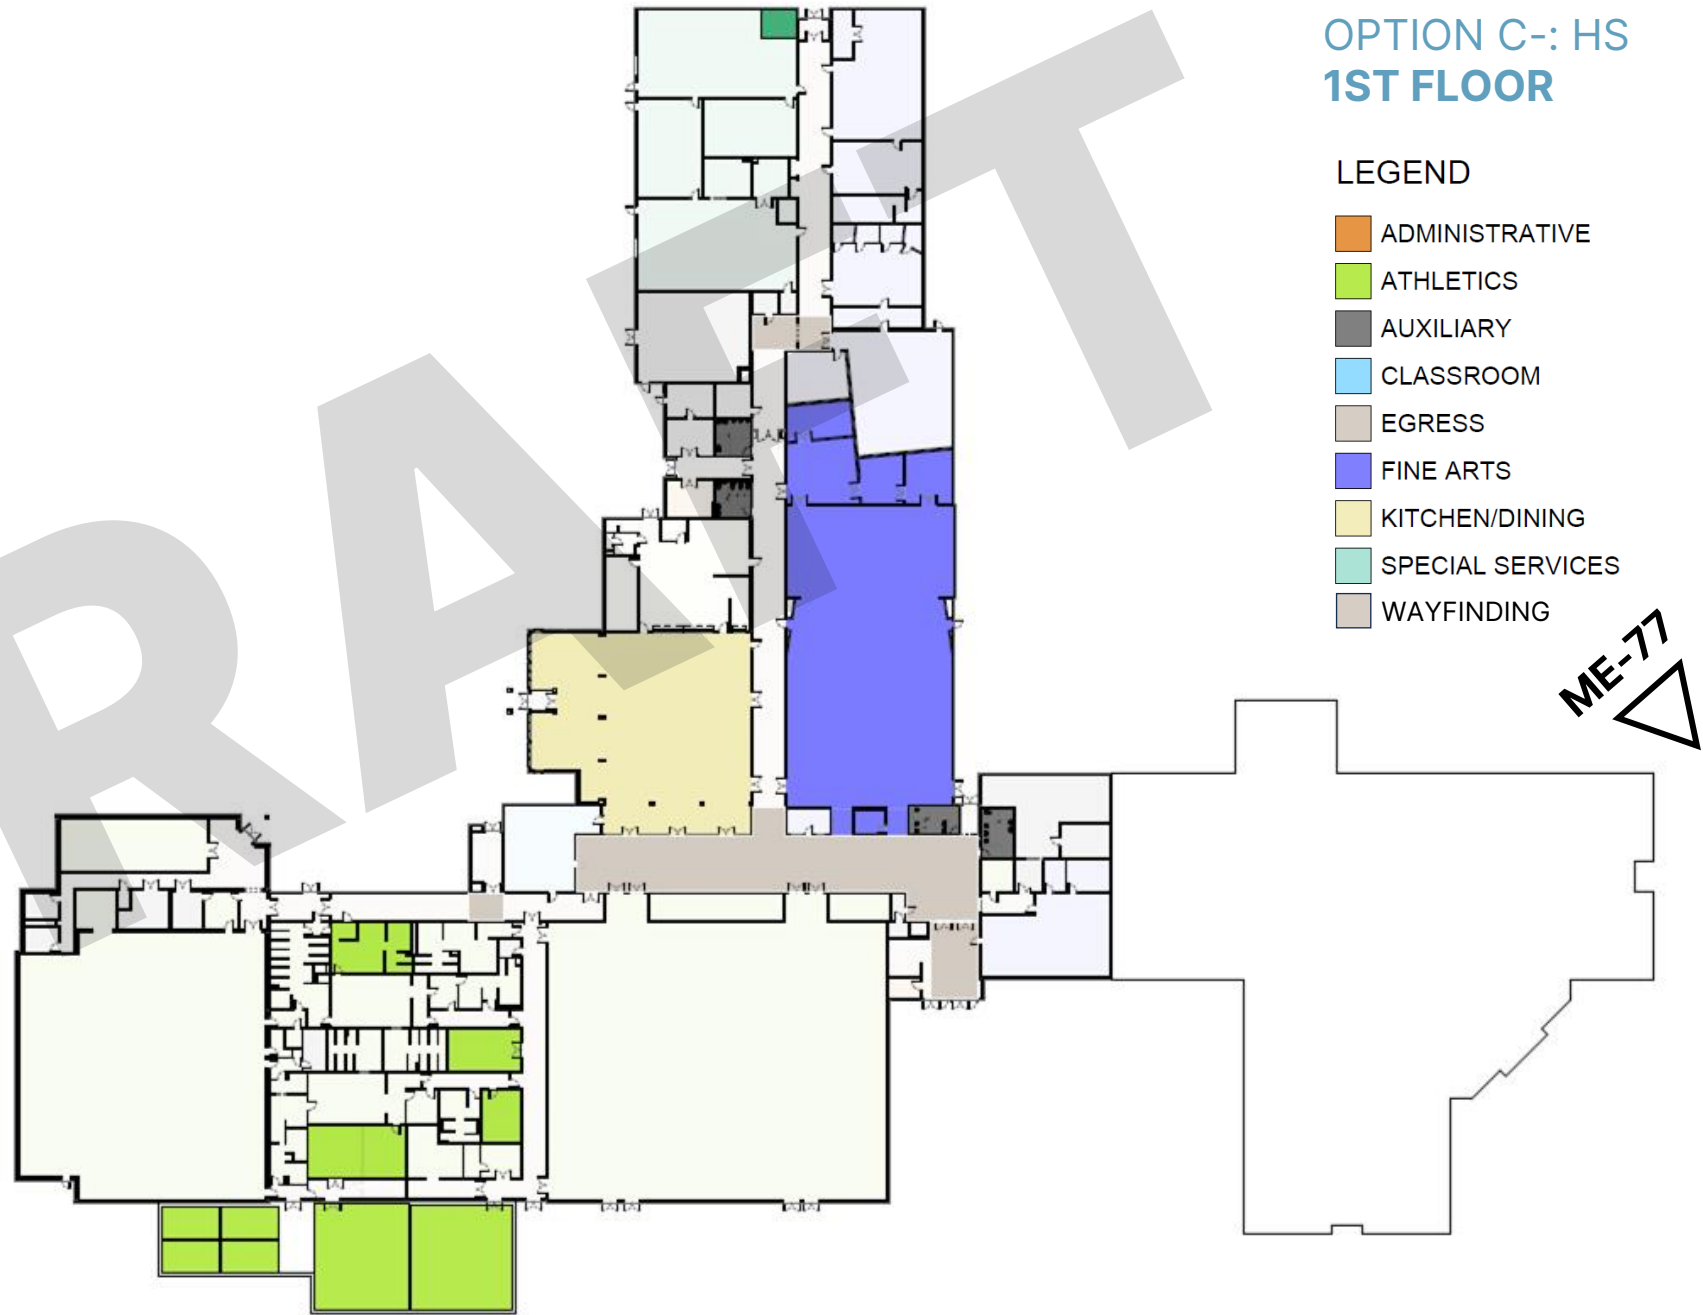 OPTION C-: HS
1ST FLOOR
LEGEND
ADMINISTRATIVE
ATHLETICS
AUXILIARY
CLASSROOM
EGRESS
FINE ARTS
KITCHEN/DINING
SPECIAL SERVICES
WAYFINDING
ME-77
RAFT